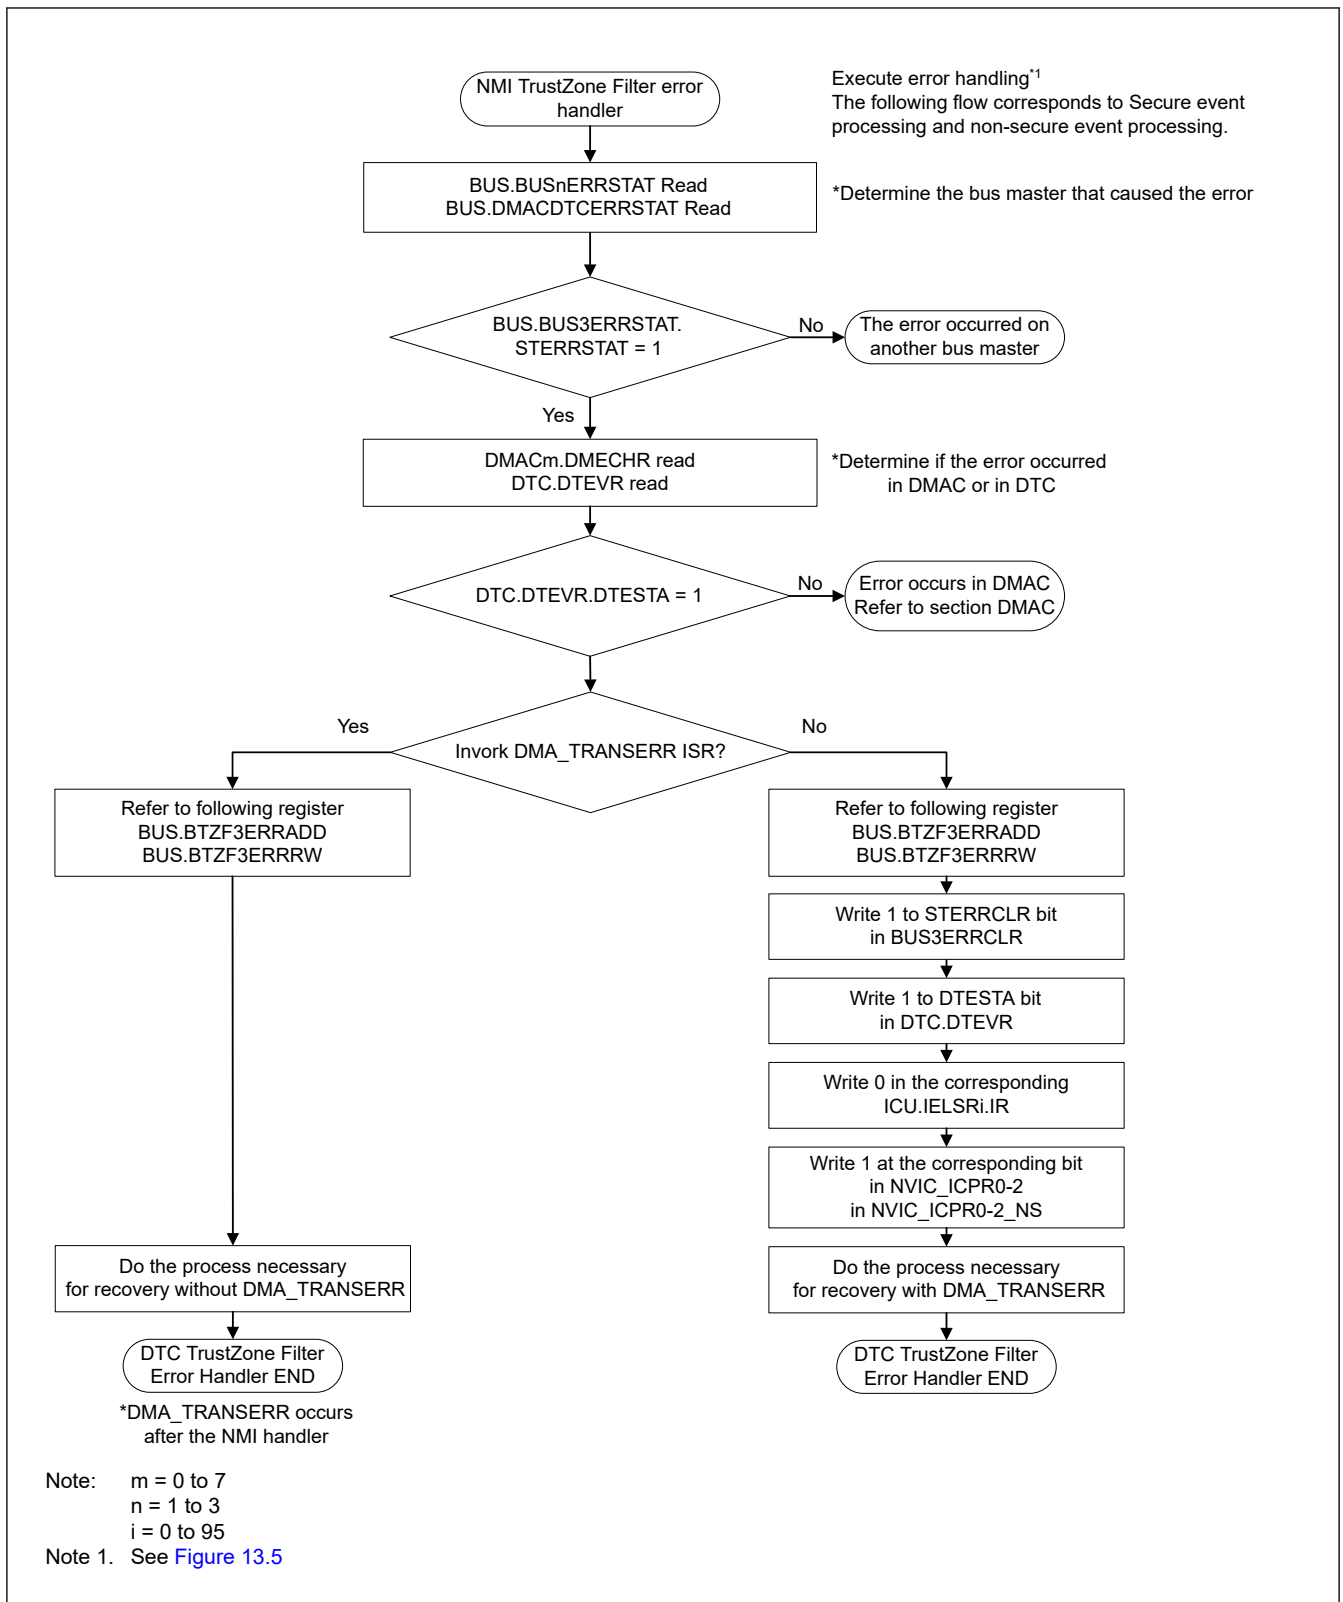 NMI TrustZone Filter error
handler
Execute error handling*1
The following flow corresponds to Secure event
processing and non-secure event processing.
BUS.BUSnERRSTAT Read
BUS.DMACDTCERRSTAT Read
*Determine the bus master that caused the error
BUS.BUS3ERRSTAT.
STERRSTAT = 1
No
The error occurred on
another bus master
Yes
DMACm.DMECHR read
DTC.DTEVR read
*Determine if the error occurred
in DMAC or in DTC
DTC.DTEVR.DTESTA = 1
No
Error occurs in DMAC
Refer to section DMAC
Yes
Invork DMA_TRANSERR ISR?
No
Refer to following register
BUS.BTZF3ERRADD
BUS.BTZF3ERRRW
Refer to following register
BUS.BTZF3ERRADD
BUS.BTZF3ERRRW
Write 1 to STERRCLR bit
in BUS3ERRCLR
Write 1 to DTESTA bit
in DTC.DTEVR
Write 0 in the corresponding
ICU.IELSRi.IR
Write 1 at the corresponding bit
in NVIC_ICPR0-2
in NVIC_ICPR0-2_NS
Do the process necessary
for recovery without DMA_TRANSERR
Do the process necessary
for recovery with DMA_TRANSERR
DTC TrustZone Filter
Error Handler END
DTC TrustZone Filter
Error Handler END
*DMA_TRANSERR occurs
after the NMI handler
Note: m = 0 to 7
n = 1 to 3
i = 0 to 95
Note 1. See Figure 13.5